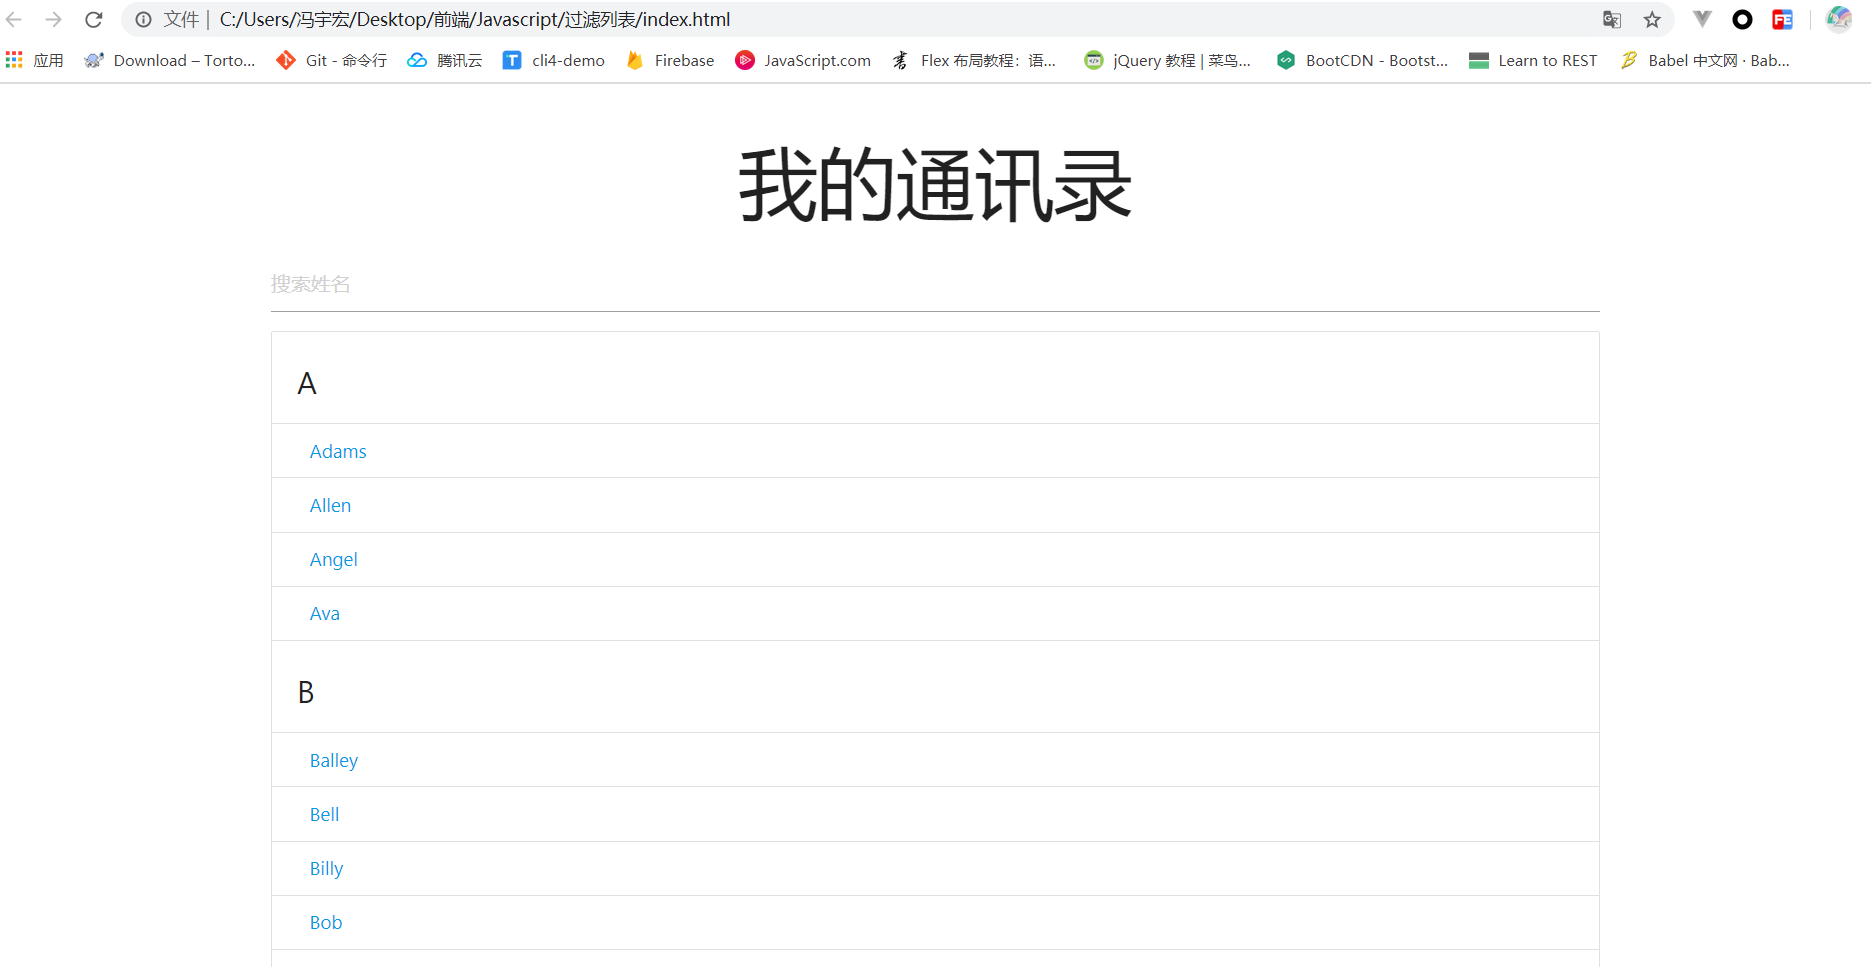 文件 | C:/Users/冯宇宏/Desktop/前端/Javascript/过滤列表/index.html
应用 Download – Torto... Git - 命令行 腾讯云 cli4-demo Firebase JavaScript.com Flex 布局教程：语... jQuery 教程 | 菜鸟... BootCDN - Bootst... Learn to REST Babel 中文网 · Bab...
我的通讯录
搜索姓名
A
Adams
Allen
Angel
Ava
B
Balley
Bell
Billy
Bob